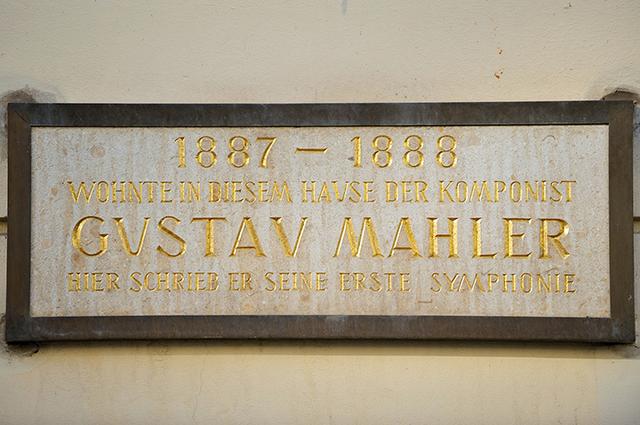 1887 – 1888
WOHNTE IN DIESEM HAUSE DER KOMPONIST
GUSTAV MAHLER
HIER SCHRIEB ER SEINE ERSTE SYMPHONIE